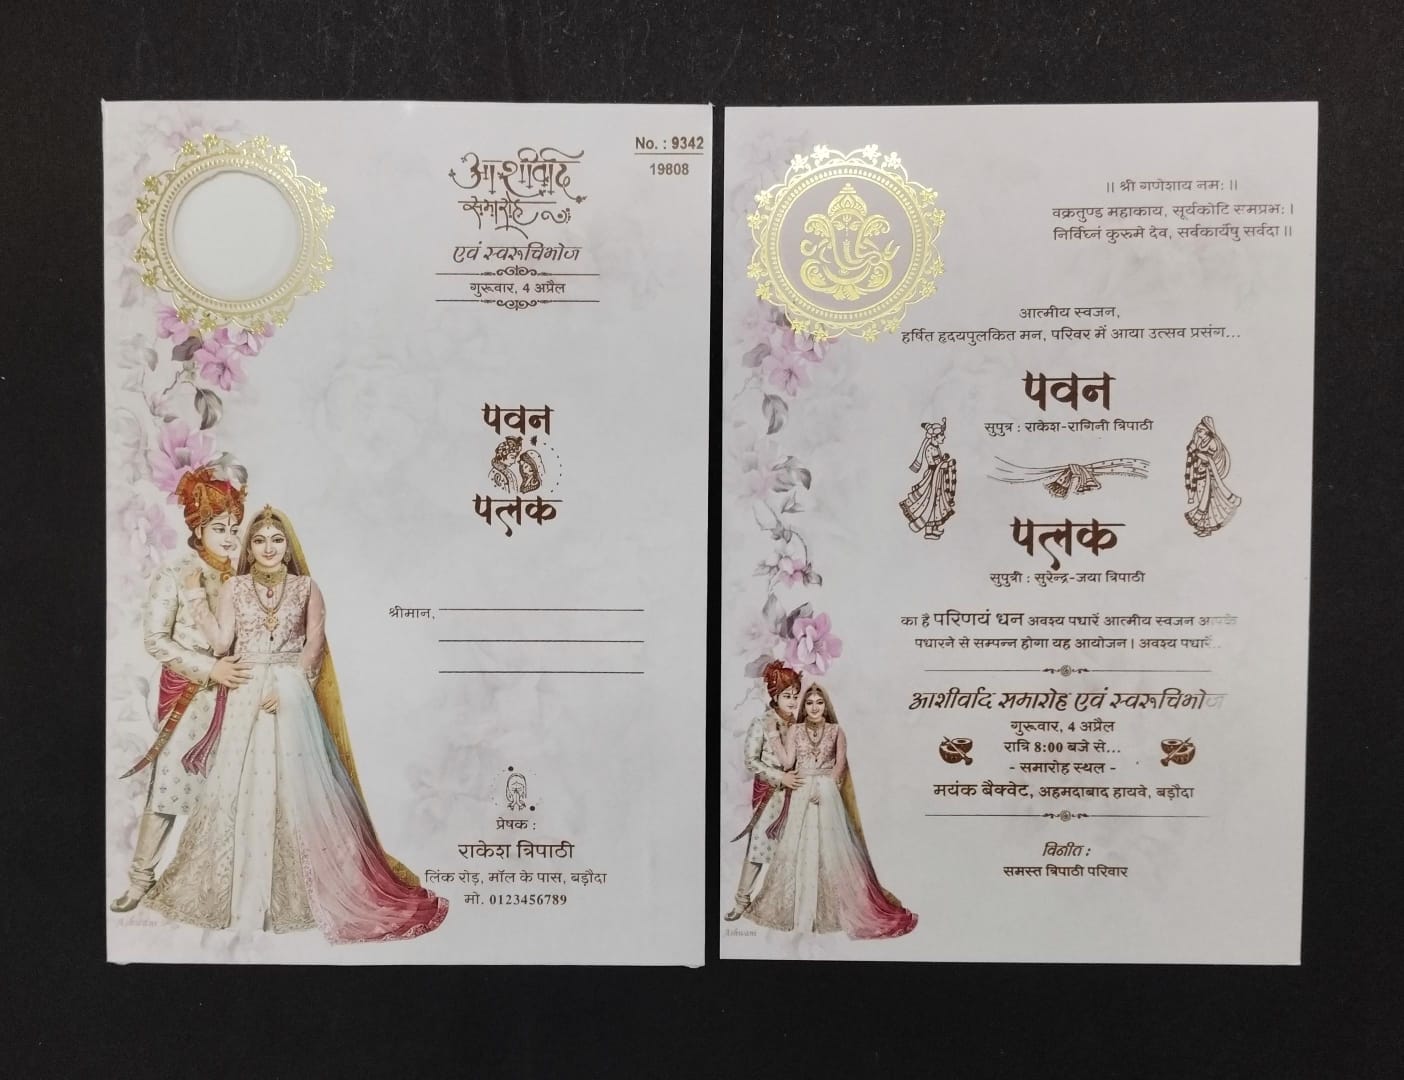 आशीर्वाद
समारोह
एवं स्वरूचिभोज
गुरूवार, 4 अप्रैल
No. : 9342
19808
पवन
पलक
श्रीमान,
प्रेषक :
राकेश त्रिपाठी
लिंक रोड़, मॉल के पास, बड़ौदा
मो. 0123456789
Ashwani
।। श्री गणेशाय नम: ।।
वक्रतुण्ड महाकाय, सूर्यकोटि समप्रभ: ।
निर्विघ्नं कुरूमे देव, सर्वकार्येषु सर्वदा ।।
आत्मीय स्वजन,
हर्षित हृदयपुलकित मन, परिवर में आया उत्सव प्रसंग...
पवन
सुपुत्र : राकेश-रागिनी त्रिपाठी
पलक
सुपुत्री : सुरेन्द्र-जया त्रिपाठी
का है परिणयं धन अवश्य पधारें आत्मीय स्वजन आपके
पधारने से सम्पन्न होगा यह आयोजन। अवश्य पधारें..
आशीर्वाद समारोह एवं स्वरूचिभोज
गुरूवार, 4 अप्रैल
रात्रि 8:00 बजे से...
- समारोह स्थल -
मयंक बैंक्वेट, अहमदाबाद हायवे, बड़ौदा
विनीत :
समस्त त्रिपाठी परिवार
Ashwani